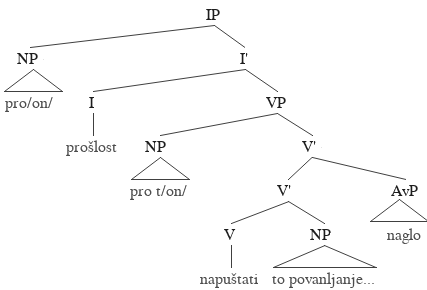 IP
NP I'
pro/on/ I VP
prošlost NP V'
pro t/on/ V' AvP
V NP naglo
napuštati to povanljanje...